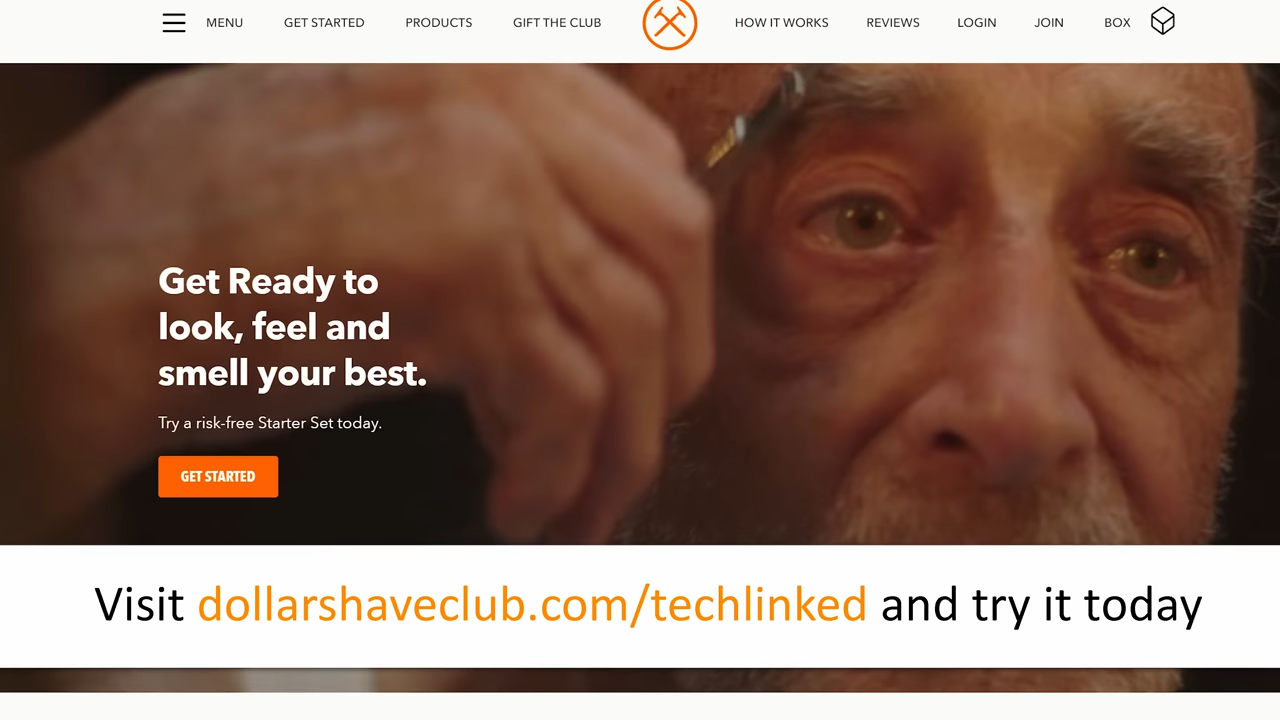 MENU GET STARTED PRODUCTS GIFT THE CLUB HOW IT WORKS REVIEWS LOGIN JOIN BOX
Get Ready to
look, feel and
smell your best.
Try a risk-free Starter Set today.
GET STARTED
Visit dollarshaveclub.com/techlinked and try it today